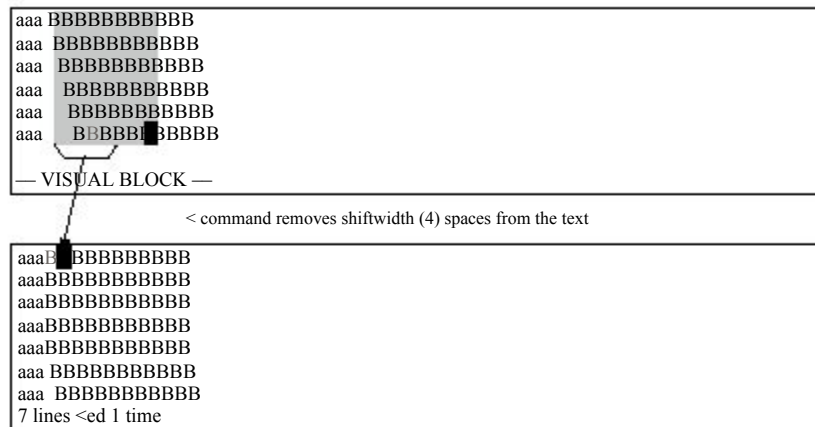 aaa BBBBBBBBBBB
aaa  BBBBBBBBBBB
aaa   BBBBBBBBBBB
aaa    BBBBBBBBBBB
aaa     BBBBBBBBBBB
aaa      BBBBBBBBBBB
— VISUAL BLOCK —
< command removes shiftwidth (4) spaces from the text
aaaBBBBBBBBBBB
aaaBBBBBBBBBBB
aaaBBBBBBBBBBB
aaaBBBBBBBBBBB
aaaBBBBBBBBBBB
aaa BBBBBBBBBBB
aaa  BBBBBBBBBBB
7 lines <ed 1 time